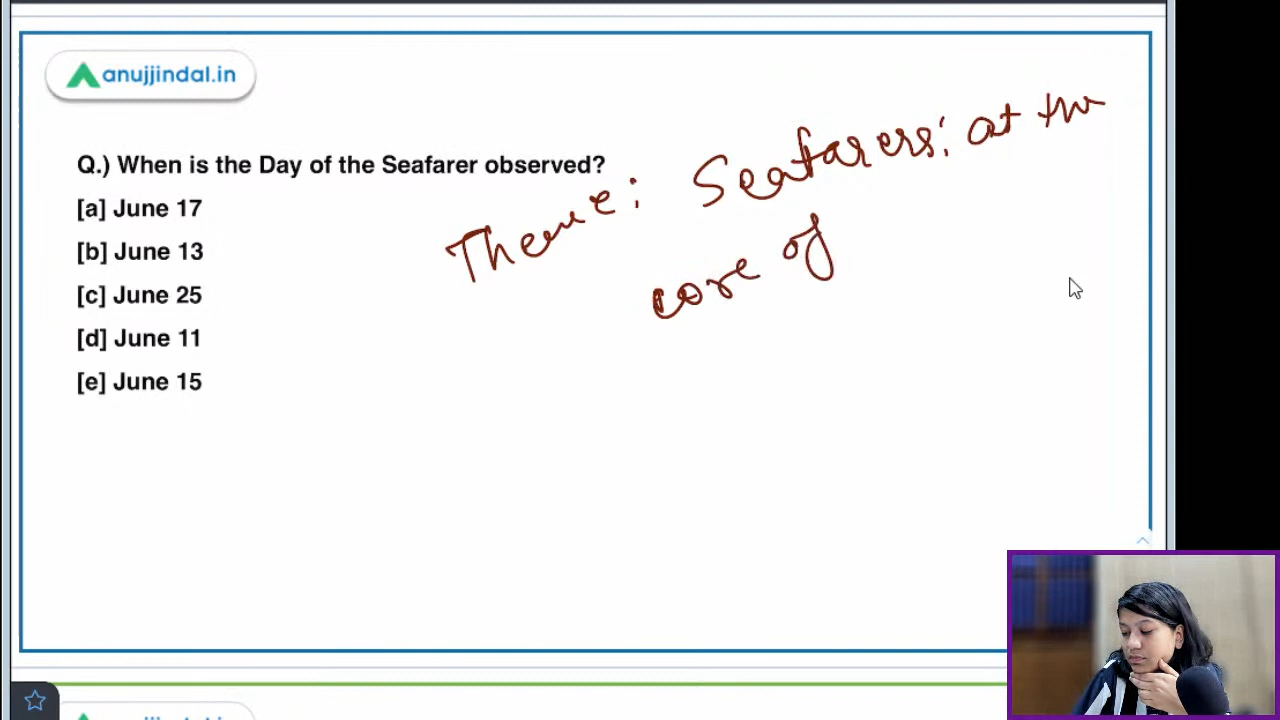 anujjindal.in
Q.) When is the Day of the Seafarer observed?
[a] June 17
[b] June 13
[c] June 25
[d] June 11
[e] June 15
Theme: Seafarers: at the
core of